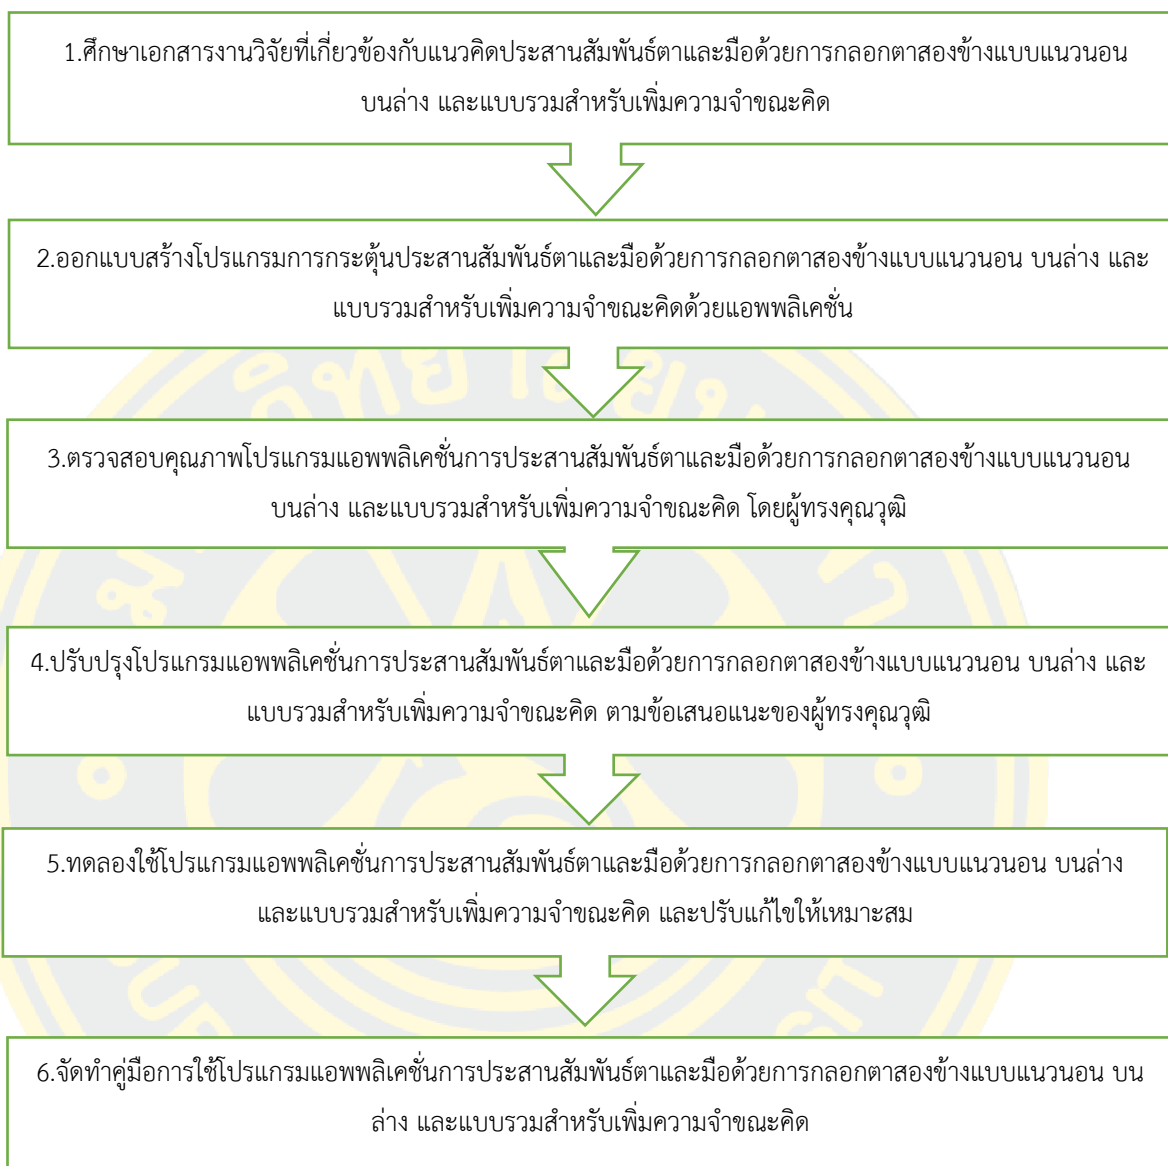 1.ศึกษาเอกสารงานวิจัยที่เกี่ยวข้องกับแนวคิดประสานสัมพันธ์ตาและมือด้วยการกลอกตาสองข้างแบบแนวนอน
บนล่าง และแบบรวมสำหรับเพิ่มความจำขณะคิด
2.ออกแบบสร้างโปรแกรมการกระตุ้นประสานสัมพันธ์ตาและมือด้วยการกลอกตาสองข้างแบบแนวนอน บนล่าง และ
แบบรวมสำหรับเพิ่มความจำขณะคิดด้วยแอพพลิเคชั่น
3.ตรวจสอบคุณภาพโปรแกรมแอพพลิเคชั่นการประสานสัมพันธ์ตาและมือด้วยการกลอกตาสองข้างแบบแนวนอน
บนล่าง และแบบรวมสำหรับเพิ่มความจำขณะคิด โดยผู้ทรงคุณวุฒิ
4.ปรับปรุงโปรแกรมแอพพลิเคชั่นการประสานสัมพันธ์ตาและมือด้วยการกลอกตาสองข้างแบบแนวนอน บนล่าง และ
แบบรวมสำหรับเพิ่มความจำขณะคิด ตามข้อเสนอแนะของผู้ทรงคุณวุฒิ
5.ทดลองใช้โปรแกรมแอพพลิเคชั่นการประสานสัมพันธ์ตาและมือด้วยการกลอกตาสองข้างแบบแนวนอน บนล่าง
และแบบรวมสำหรับเพิ่มความจำขณะคิด และปรับแก้ไขให้เหมาะสม
6.จัดทำคู่มือการใช้โปรแกรมแอพพลิเคชั่นการประสานสัมพันธ์ตาและมือด้วยการกลอกตาสองข้างแบบแนวนอน บน
ล่าง และแบบรวมสำหรับเพิ่มความจำขณะคิด